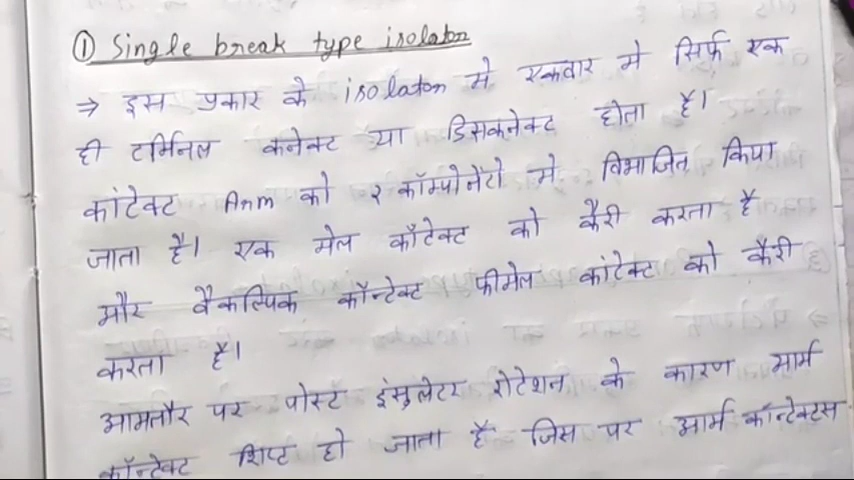 ① Single break type isolator
⇒ इस प्रकार के isolator मे एकबार मे सिर्फ एक
ही टर्मिनल कनेक्ट या डिसकनेक्ट होता है।
कांटेक्ट Arm को २ कॉम्पोनेंटो मे विभाजित किया
जाता है। एक मेल कॉटेक्ट को कैरी करता है
और वैकल्पिक कॉन्टेक्ट फीमेल कांटेक्ट को कैरी
करता है।
आमतौर पर पोस्ट इंसुलेटर रोटेशन के कारण आर्म
कॉन्टेक्ट शिफ्ट हो जाता है जिस पर आर्म कॉन्टेक्टस